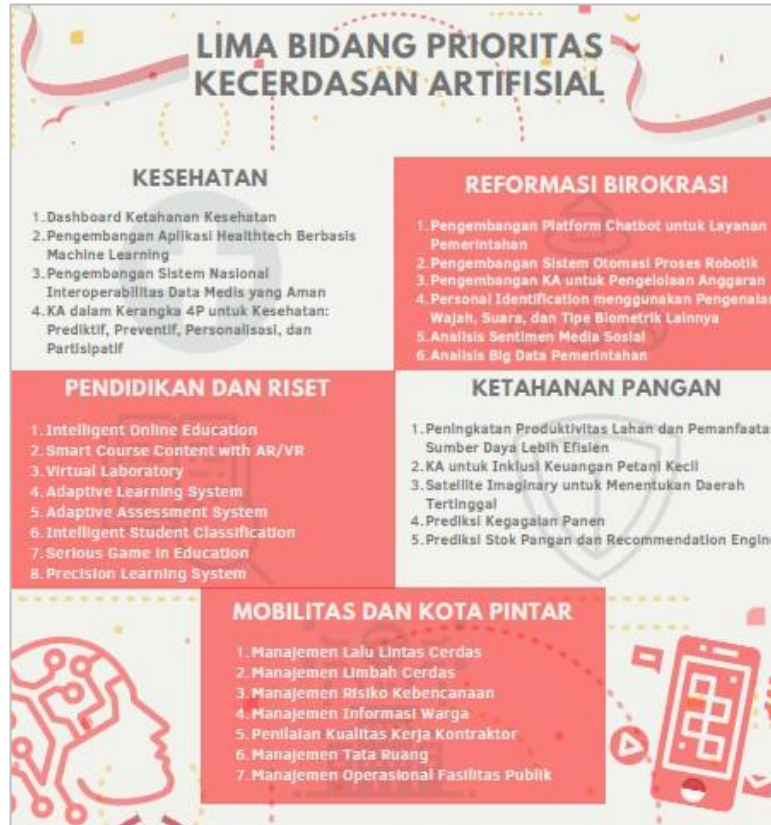 LIMA BIDANG PRIORITAS
KECERDASAN ARTIFISIAL
KESEHATAN
1. Dashboard Ketahanan Kesehatan
2. Pengembangan Aplikasi Healthtech Berbasis
Machine Learning
3. Pengembangan Sistem Nasional
Interoperabilitas Data Medis yang Aman
4. KA dalam Kerangka 4P untuk Kesehatan:
Prediktif, Preventif, Personalisasi, dan
Partisipatif
REFORMASI BIROKRASI
1. Pengembangan Platform Chatbot untuk Layanan
Pemerintahan
2. Pengembangan Sistem Otomasi Proses Robotik
3. Pengembangan KA untuk Pengelolaan Anggaran
4. Personal Identification menggunakan Pengenalan
Wajah, Suara, dan Tipe Biometrik Lainnya
5. Analisis Sentimen Media Sosial
6. Analisis Big Data Pemerintahan
PENDIDIKAN DAN RISET
1. Intelligent Online Education
2. Smart Course Content with AR/VR
3. Virtual Laboratory
4. Adaptive Learning System
5. Adaptive Assessment System
6. Intelligent Student Classification
7. Serious Game in Education
8. Precision Learning System
KETAHANAN PANGAN
1. Peningkatan Produktivitas Lahan dan Pemanfaata
Sumber Daya Lebih Efisien
2. KA untuk Inklusi Keuangan Petani Kecil
3. Satellite Imaginary untuk Menentukan Daerah
Tertinggal
4. Prediksi Kegagalan Panen
5. Prediksi Stok Pangan dan Recommendation Engin
MOBILITAS DAN KOTA PINTAR
1. Manajemen Lalu Lintas Cerdas
2. Manajemen Limbah Cerdas
3. Manajemen Risiko Kebencanaan
4. Manajemen Informasi Warga
5. Penilaian Kualitas Kerja Kontraktor
6. Manajemen Tata Ruang
7. Manajemen Operasional Fasilitas Publik